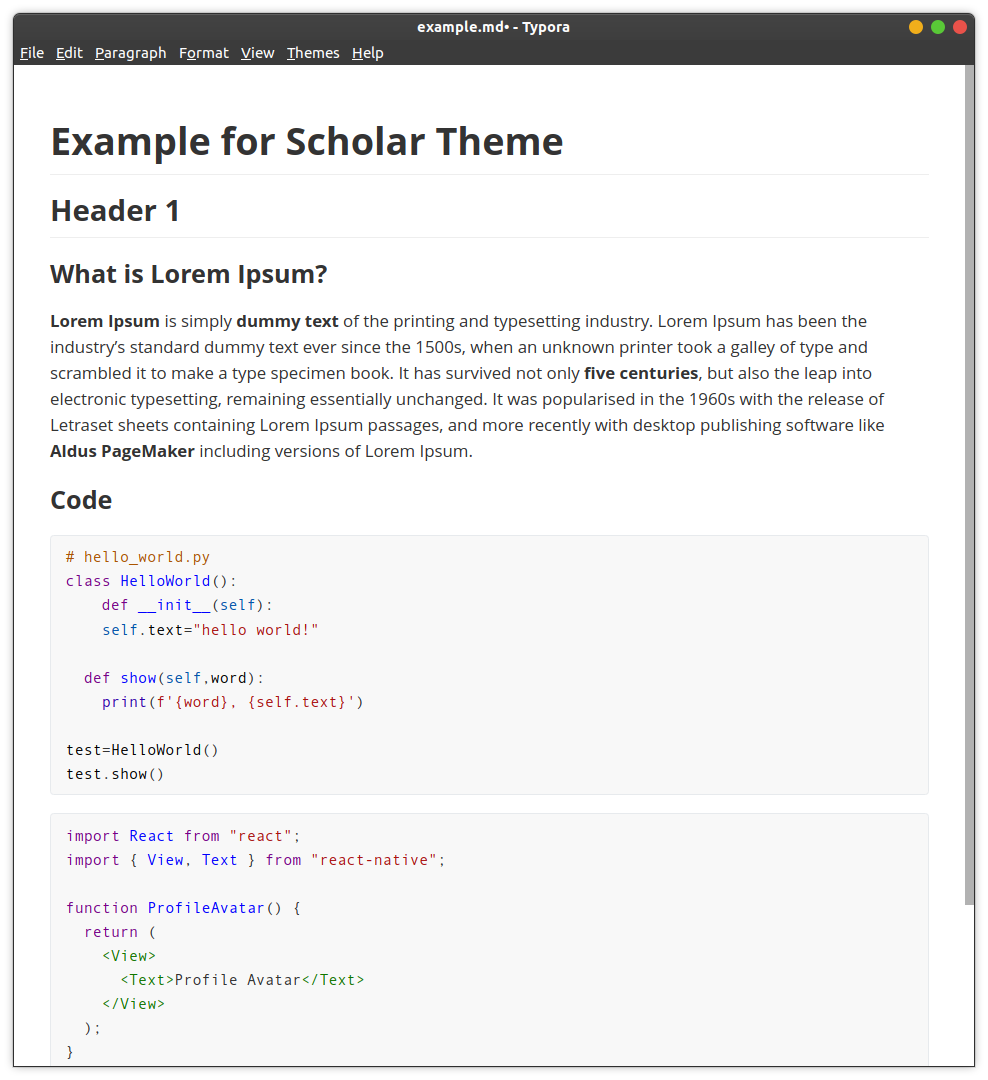 example.md• - Typora
File Edit Paragraph Format View Themes Help
Example for Scholar Theme
Header 1
What is Lorem Ipsum?
Lorem Ipsum is simply dummy text of the printing and typesetting industry. Lorem Ipsum has been the
industry’s standard dummy text ever since the 1500s, when an unknown printer took a galley of type and
scrambled it to make a type specimen book. It has survived not only five centuries, but also the leap into
electronic typesetting, remaining essentially unchanged. It was popularised in the 1960s with the release of
Letraset sheets containing Lorem Ipsum passages, and more recently with desktop publishing software like
Aldus PageMaker including versions of Lorem Ipsum.
Code
# hello_world.py
class HelloWorld():
    def __init__(self):
    self.text="hello world!"

  def show(self,word):
    print(f'{word}, {self.text}')

test=HelloWorld()
test.show()
import React from "react";
import { View, Text } from "react-native";

function ProfileAvatar() {
  return (
    <View>
      <Text>Profile Avatar</Text>
    </View>
  );
}